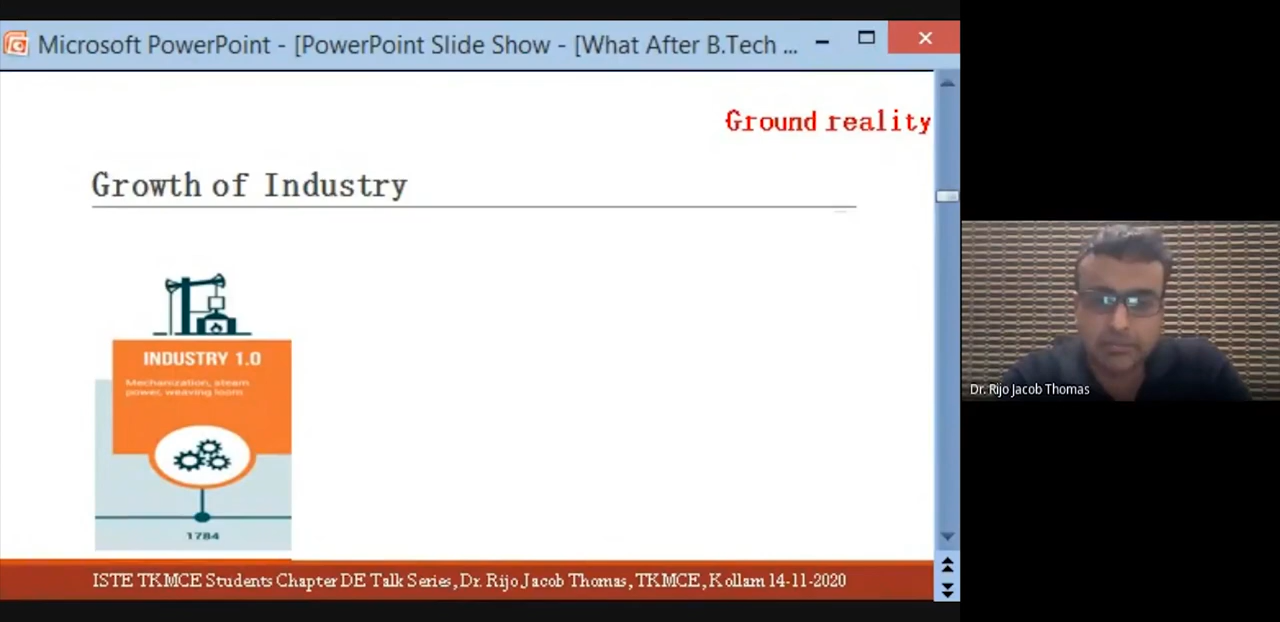 Microsoft PowerPoint - [PowerPoint Slide Show - [What After B.Tech ...
Ground reality
Growth of Industry
INDUSTRY 1.0
Mechanization, steam
power, weaving loom
1784
ISTE TKMCE Students Chapter DE Talk Series, Dr. Rijo Jacob Thomas, TKMCE, Kollam 14-11-2020
Dr. Rijo Jacob Thomas